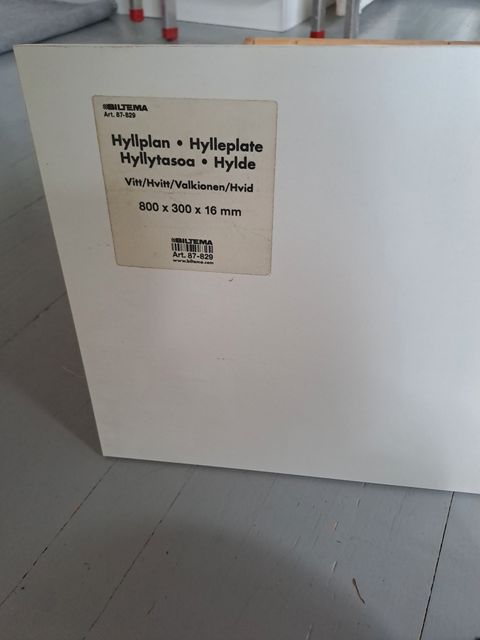 BILTEMA
Art. 87-829
Hyllplan • Hylleplate
Hyllytasoa • Hylde
Vitt/Hvitt/Valkionen/Hvid
800 x 300 x 16 mm
BILTEMA
Art. 87-829
www.biltema.com